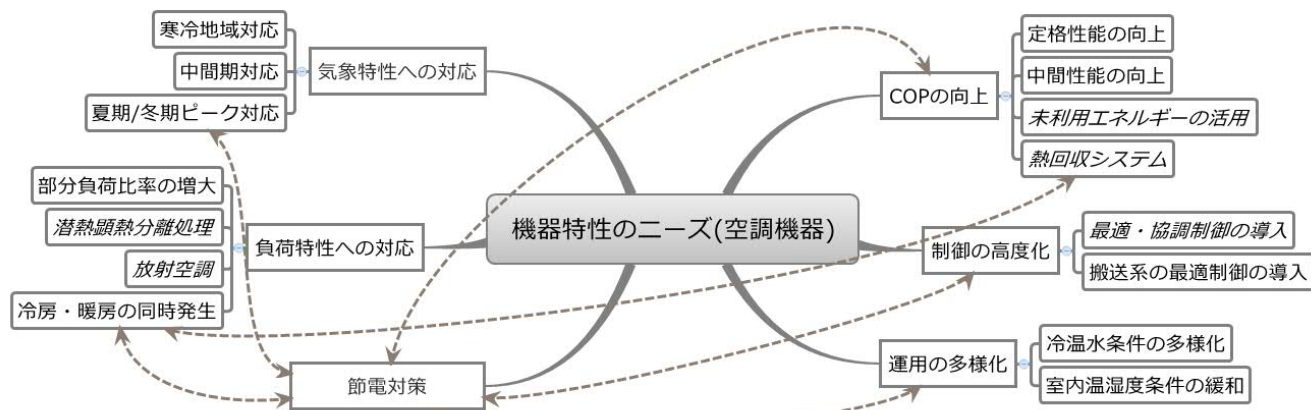 寒冷地域対応
中間期対応
夏期/冬期ピーク対応
気象特性への対応
部分負荷比率の増大
潜熱顕熱分離処理
放射空調
冷房・暖房の同時発生
負荷特性への対応
節電対策
機器特性のニーズ(空調機器)
COPの向上
定格性能の向上
中間性能の向上
未利用エネルギーの活用
熱回収システム
制御の高度化
最適・協調制御の導入
搬送系の最適制御の導入
運用の多様化
冷温水条件の多様化
室内温湿度条件の緩和